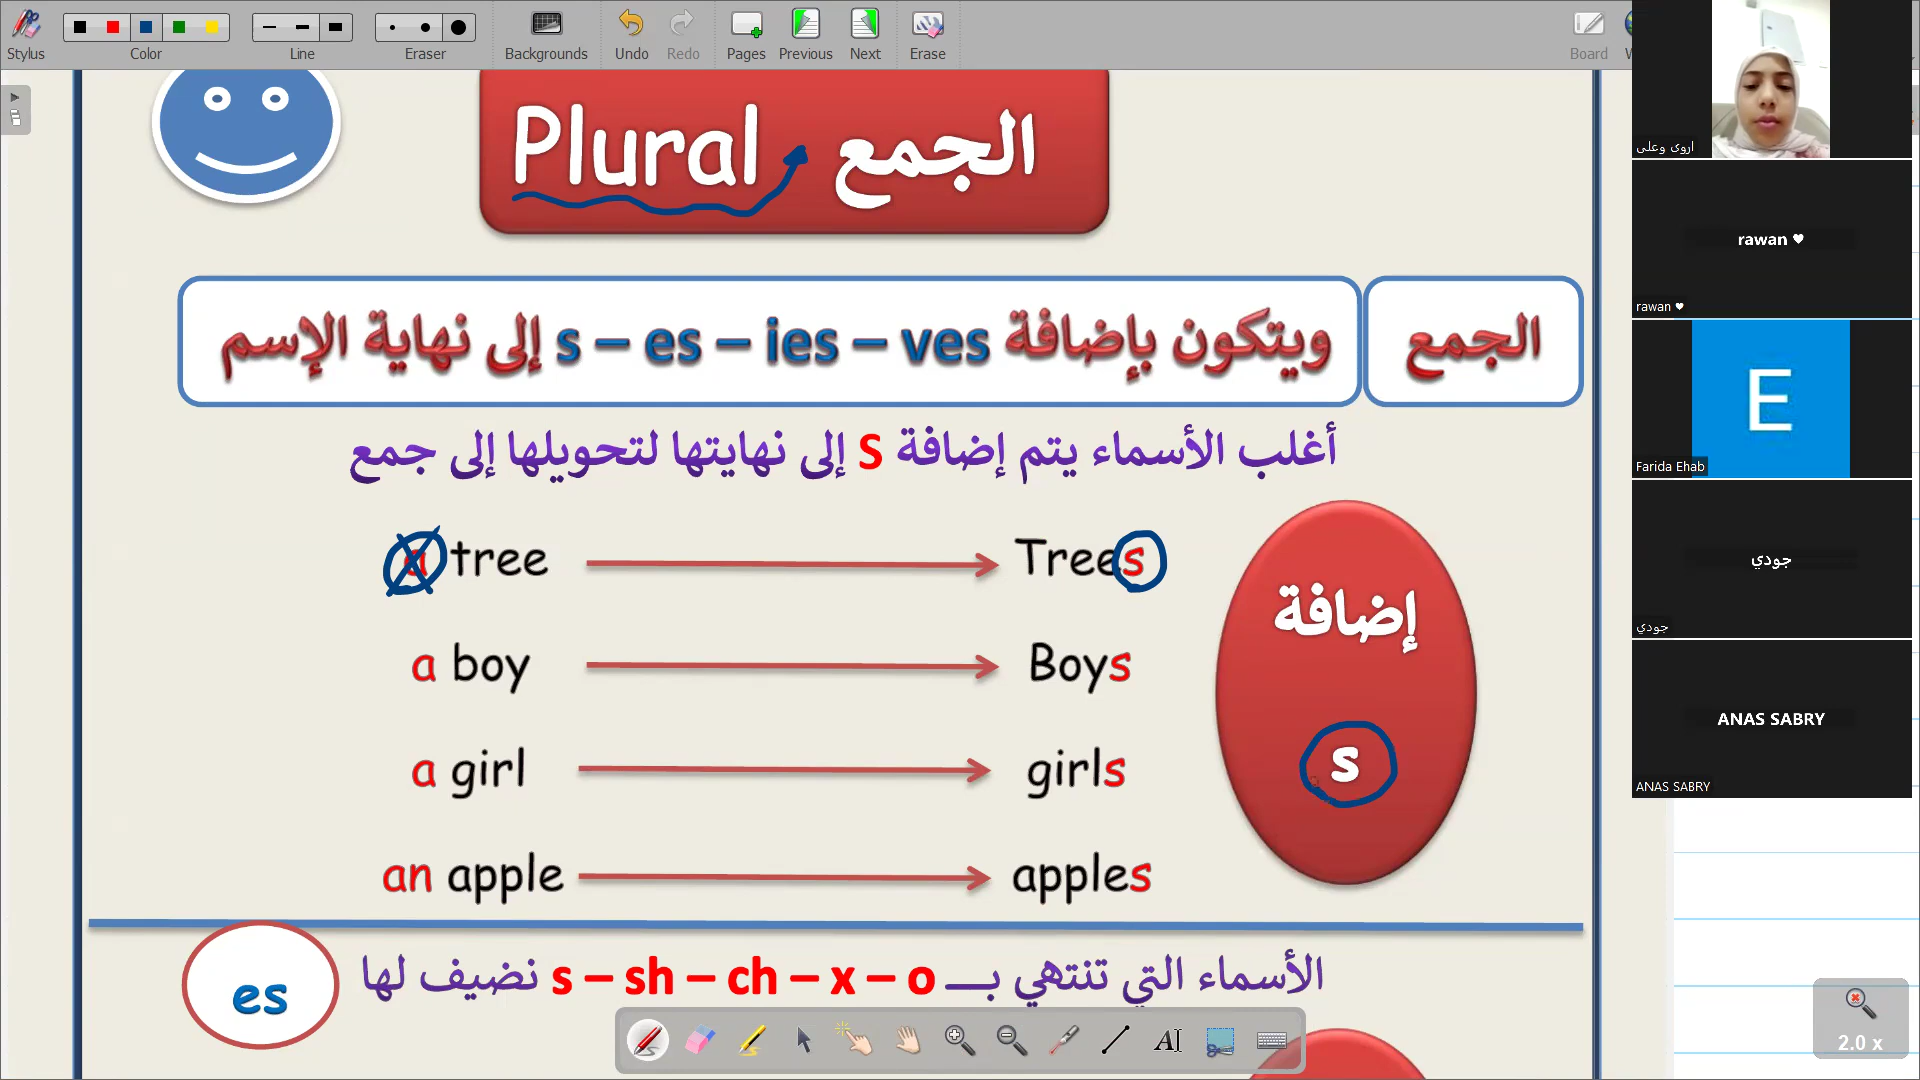 Stylus
Color
Line
Eraser
Backgrounds
Undo
Redo
Pages
Previous
Next
Erase
Board
Plural الجمع
الجمع
ويتكون بإضافة s – es – ies – ves إلى نهاية الإسم
أغلب الأسماء يتم إضافة S إلى نهايتها لتحويلها إلى جمع
a tree Trees
a boy Boys
a girl girls
an apple apples
إضافة
s
الأسماء التي تنتهي بـــ s – sh – ch – x – o نضيف لها
es
اروى وعلى
rawan ♥
rawan ♥
E
Farida Ehab
جودي
جودي
ANAS SABRY
ANAS SABRY
2.0 x